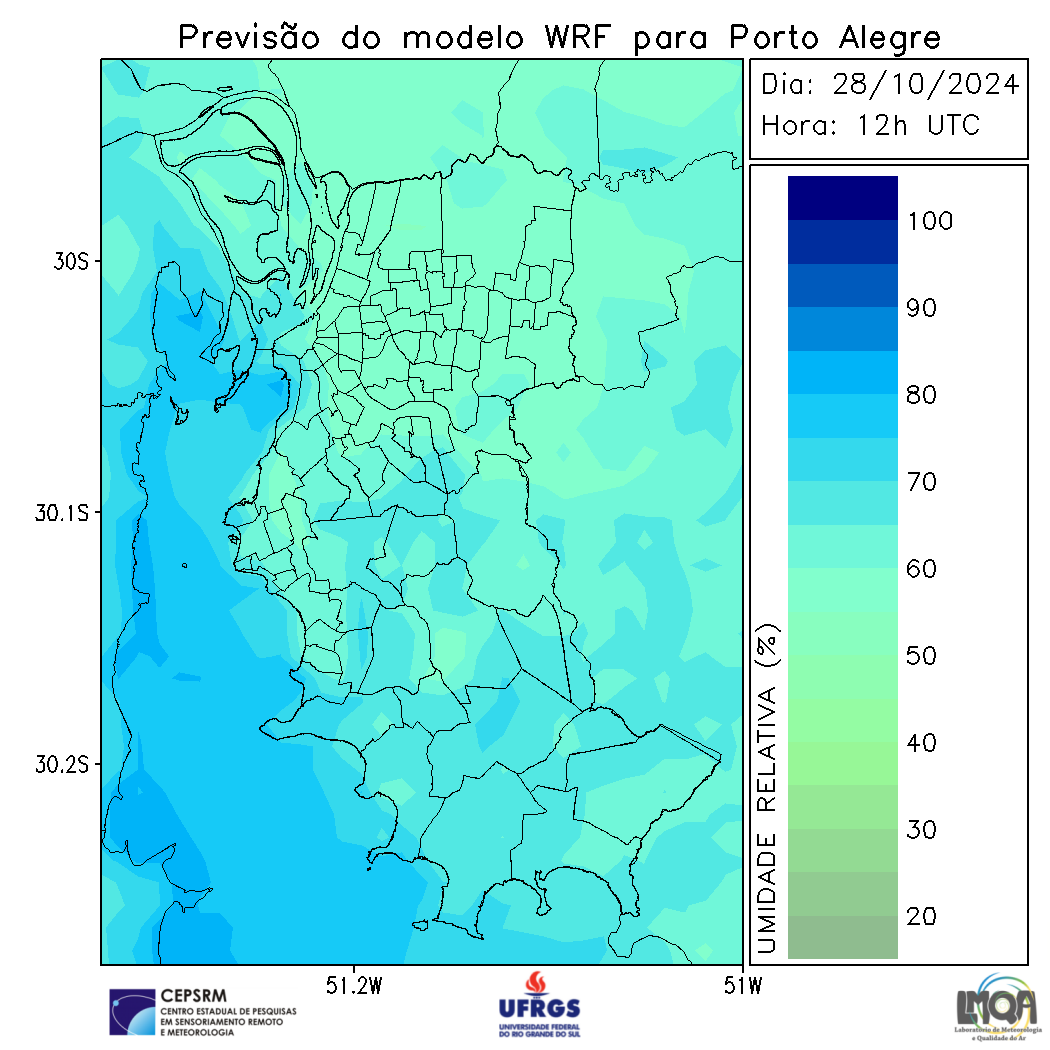 Previsão do modelo WRF para Porto Alegre
Dia: 28/10/2024
Hora: 12h UTC
30S
30.1S
30.2S
51.2W
51W
UMIDADE RELATIVA (%)
100
90
80
70
60
50
40
30
20
CEPSRM
CENTRO ESTADUAL DE PESQUISAS
EM SENSORIAMENTO REMOTO
E METEOROLOGIA
UFRGS
UNIVERSIDADE FEDERAL
DO RIO GRANDE DO SUL
LMQA
Laboratório de Meteorologia
e Qualidade do Ar